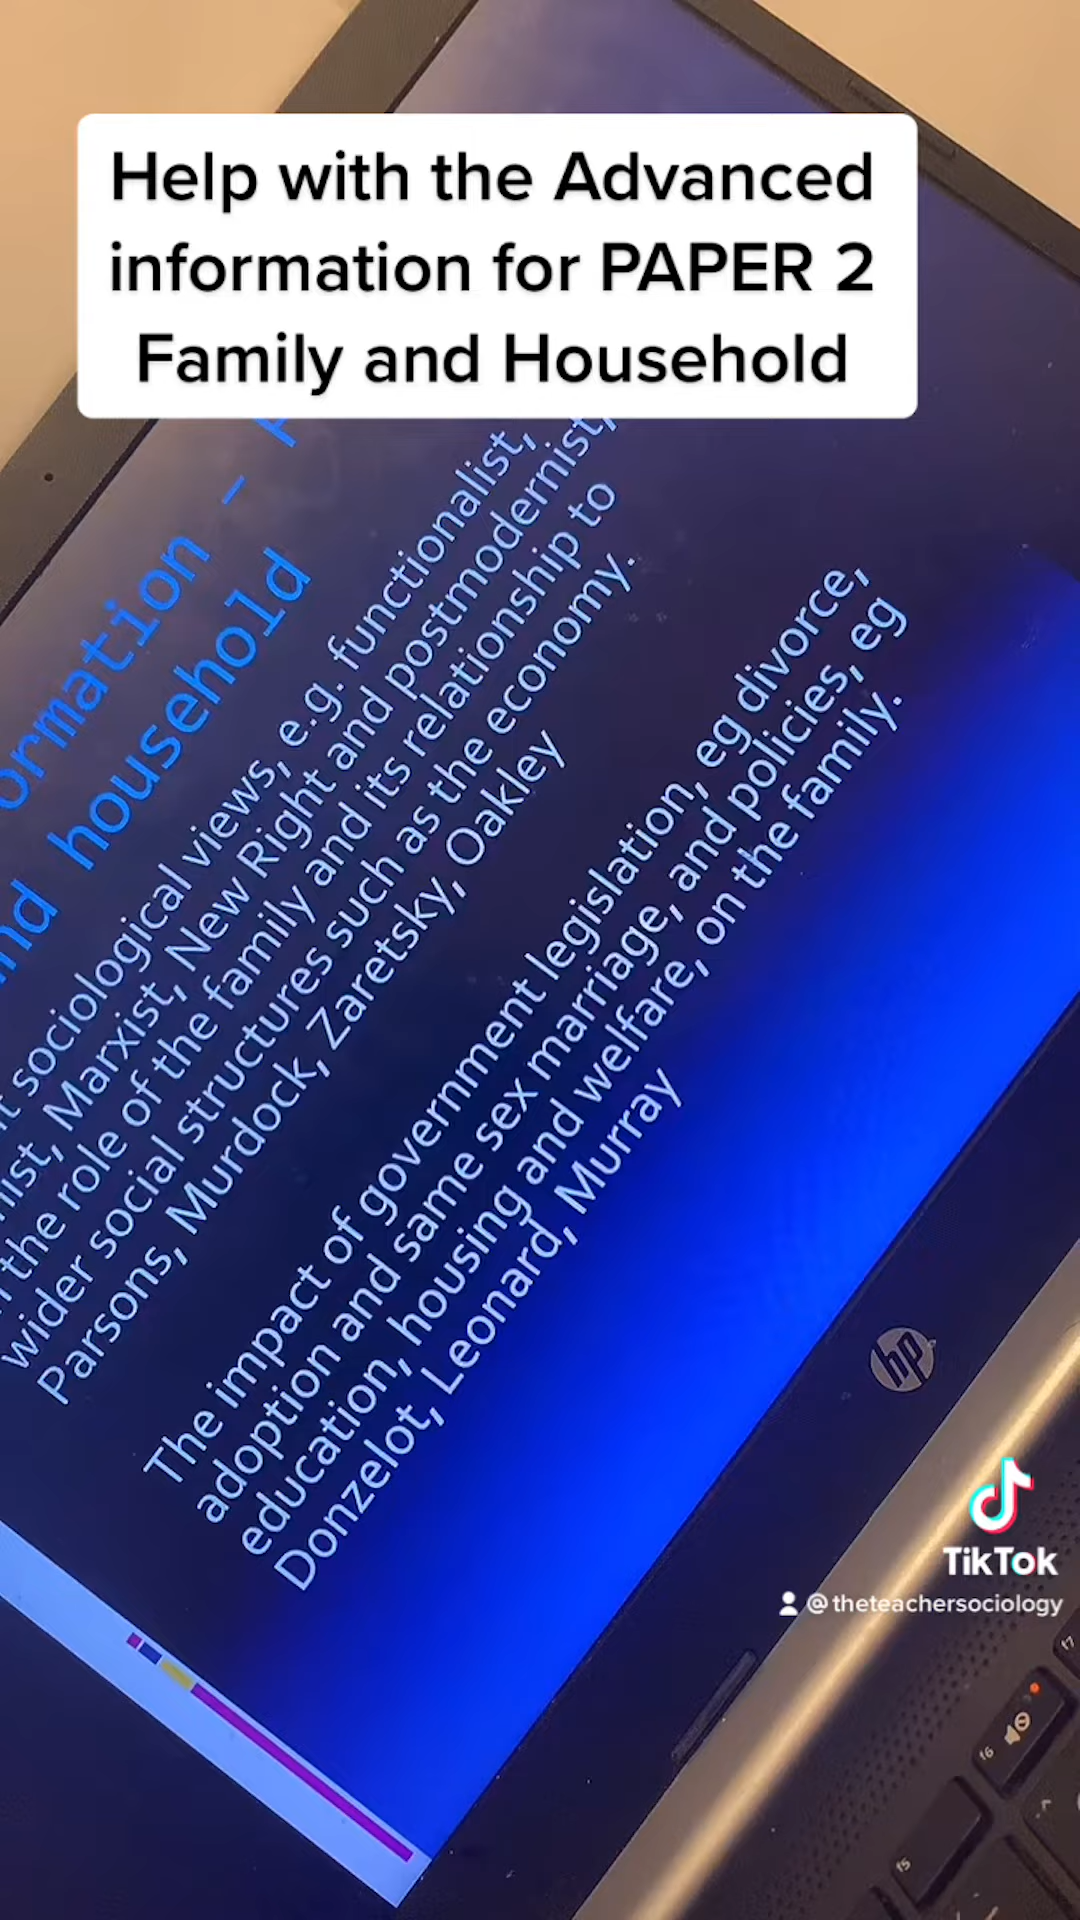 Help with the Advanced
information for PAPER 2
Family and Household
ormation -
nd household
sociological views, e.g. functionalist,
Marxist, New Right and postmodernist,
the role of the family and its relationship to
wider social structures such as the economy.
Parsons, Murdock, Zaretsky, Oakley
The impact of government legislation, eg divorce,
adoption and same sex marriage, and policies, eg
education, housing and welfare, on the family.
Donzelot, Leonard, Murray
hp
TikTok
@theteachersociology
f7
f6
f5